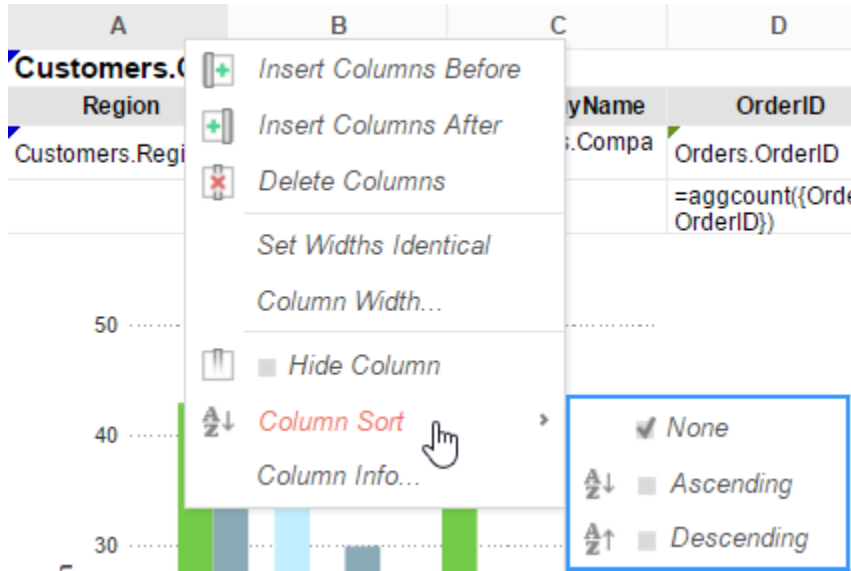 A B C D
Customers.C
Region yName OrderID
Customers.Regi .Compa Orders.OrderID
=aggcount({Orde
OrderID})
Insert Columns Before
Insert Columns After
Delete Columns
Set Widths Identical
Column Width...
Hide Column
Column Sort
Column Info...
None
Ascending
Descending
50
40
30